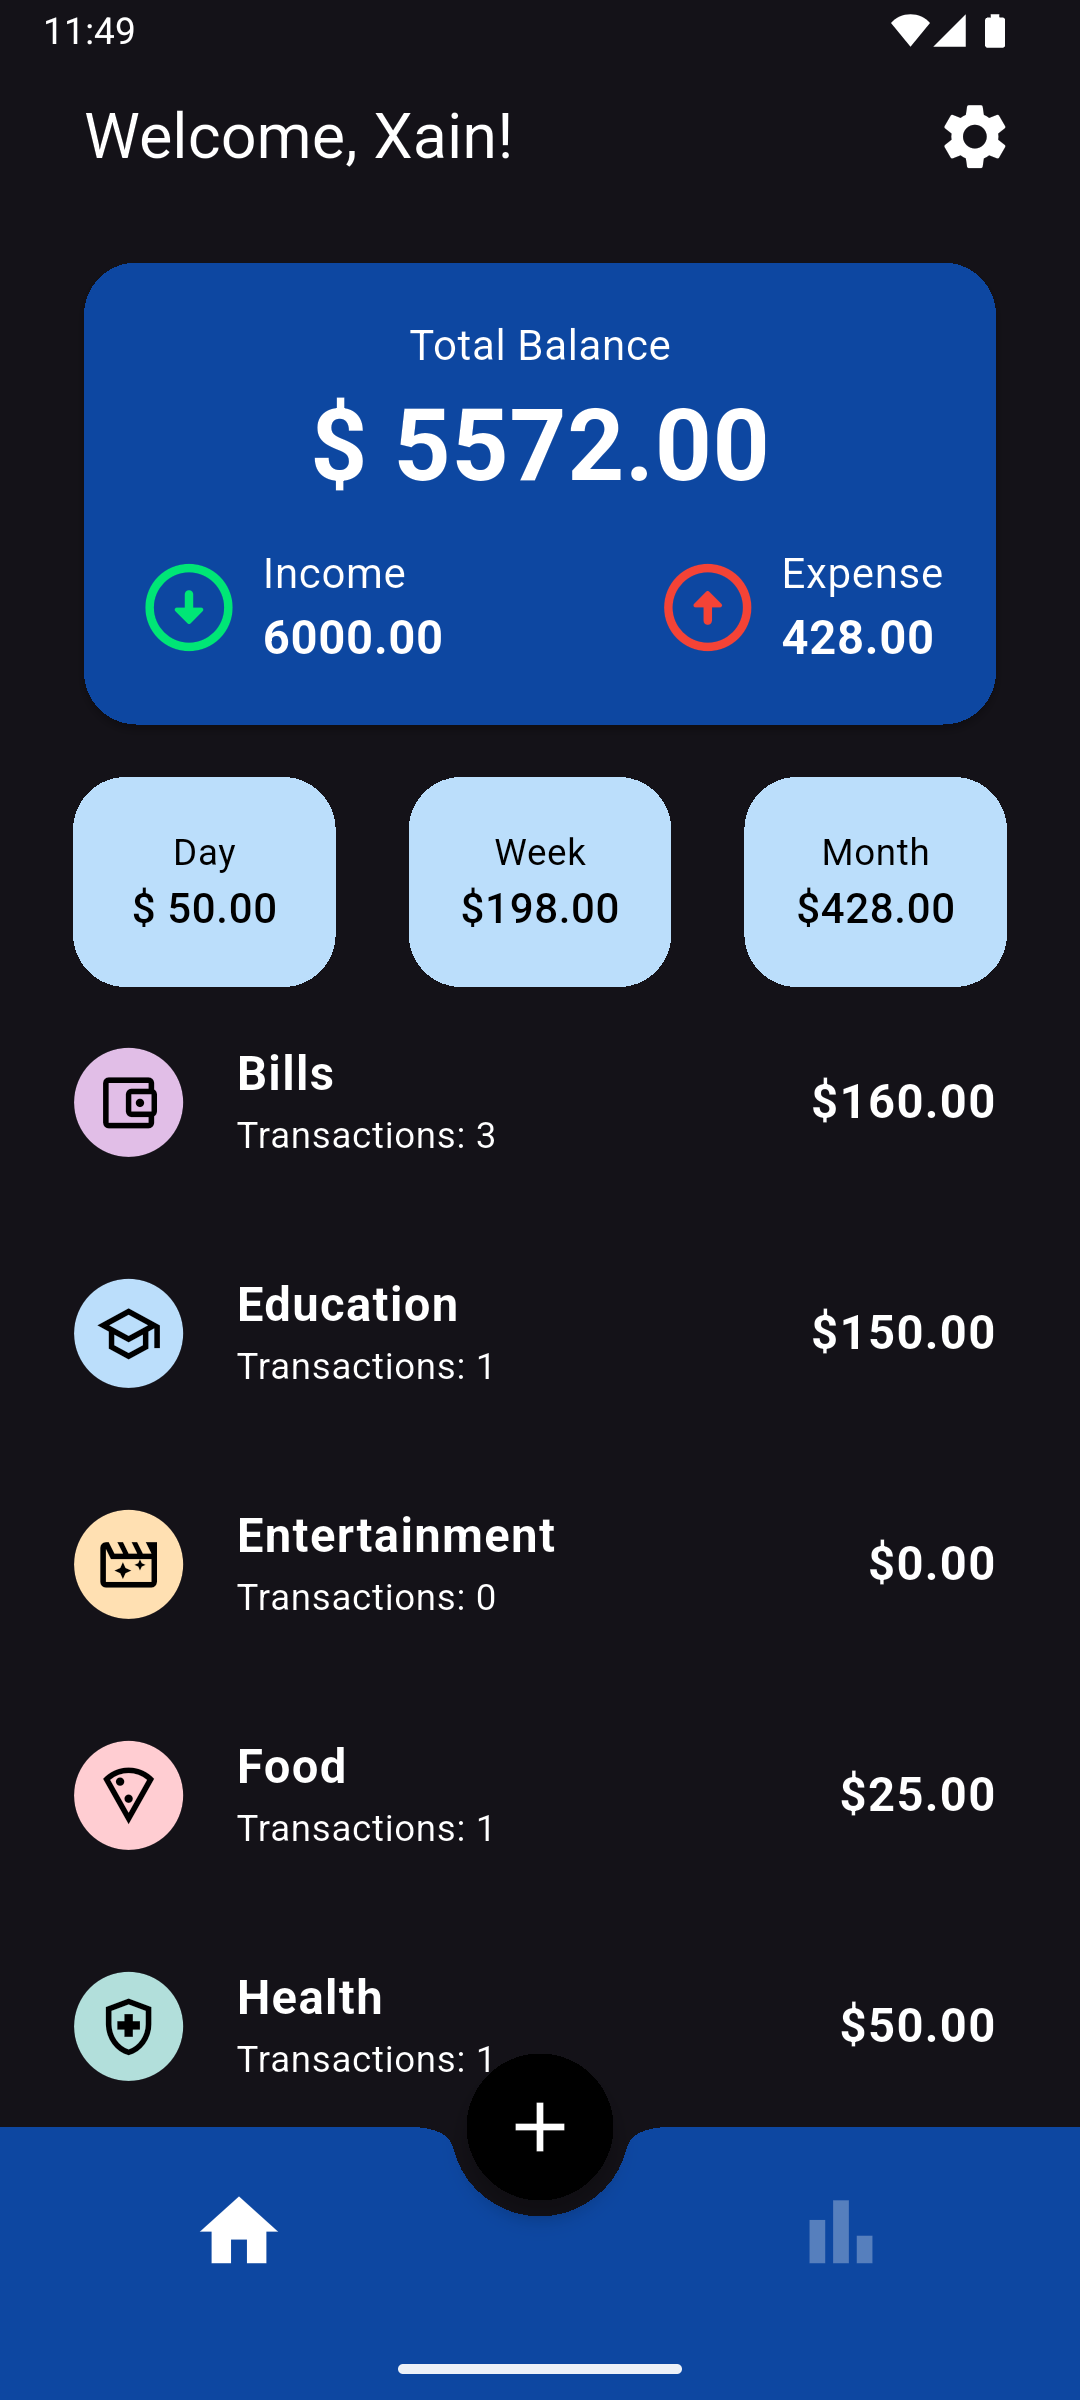 11:49
Welcome, Xain!
Total Balance
$ 5572.00
Income
6000.00
Expense
428.00
Day
$ 50.00
Week
$198.00
Month
$428.00
Bills
Transactions: 3
$160.00
Education
Transactions: 1
$150.00
Entertainment
Transactions: 0
$0.00
Food
Transactions: 1
$25.00
Health
Transactions: 1
$50.00